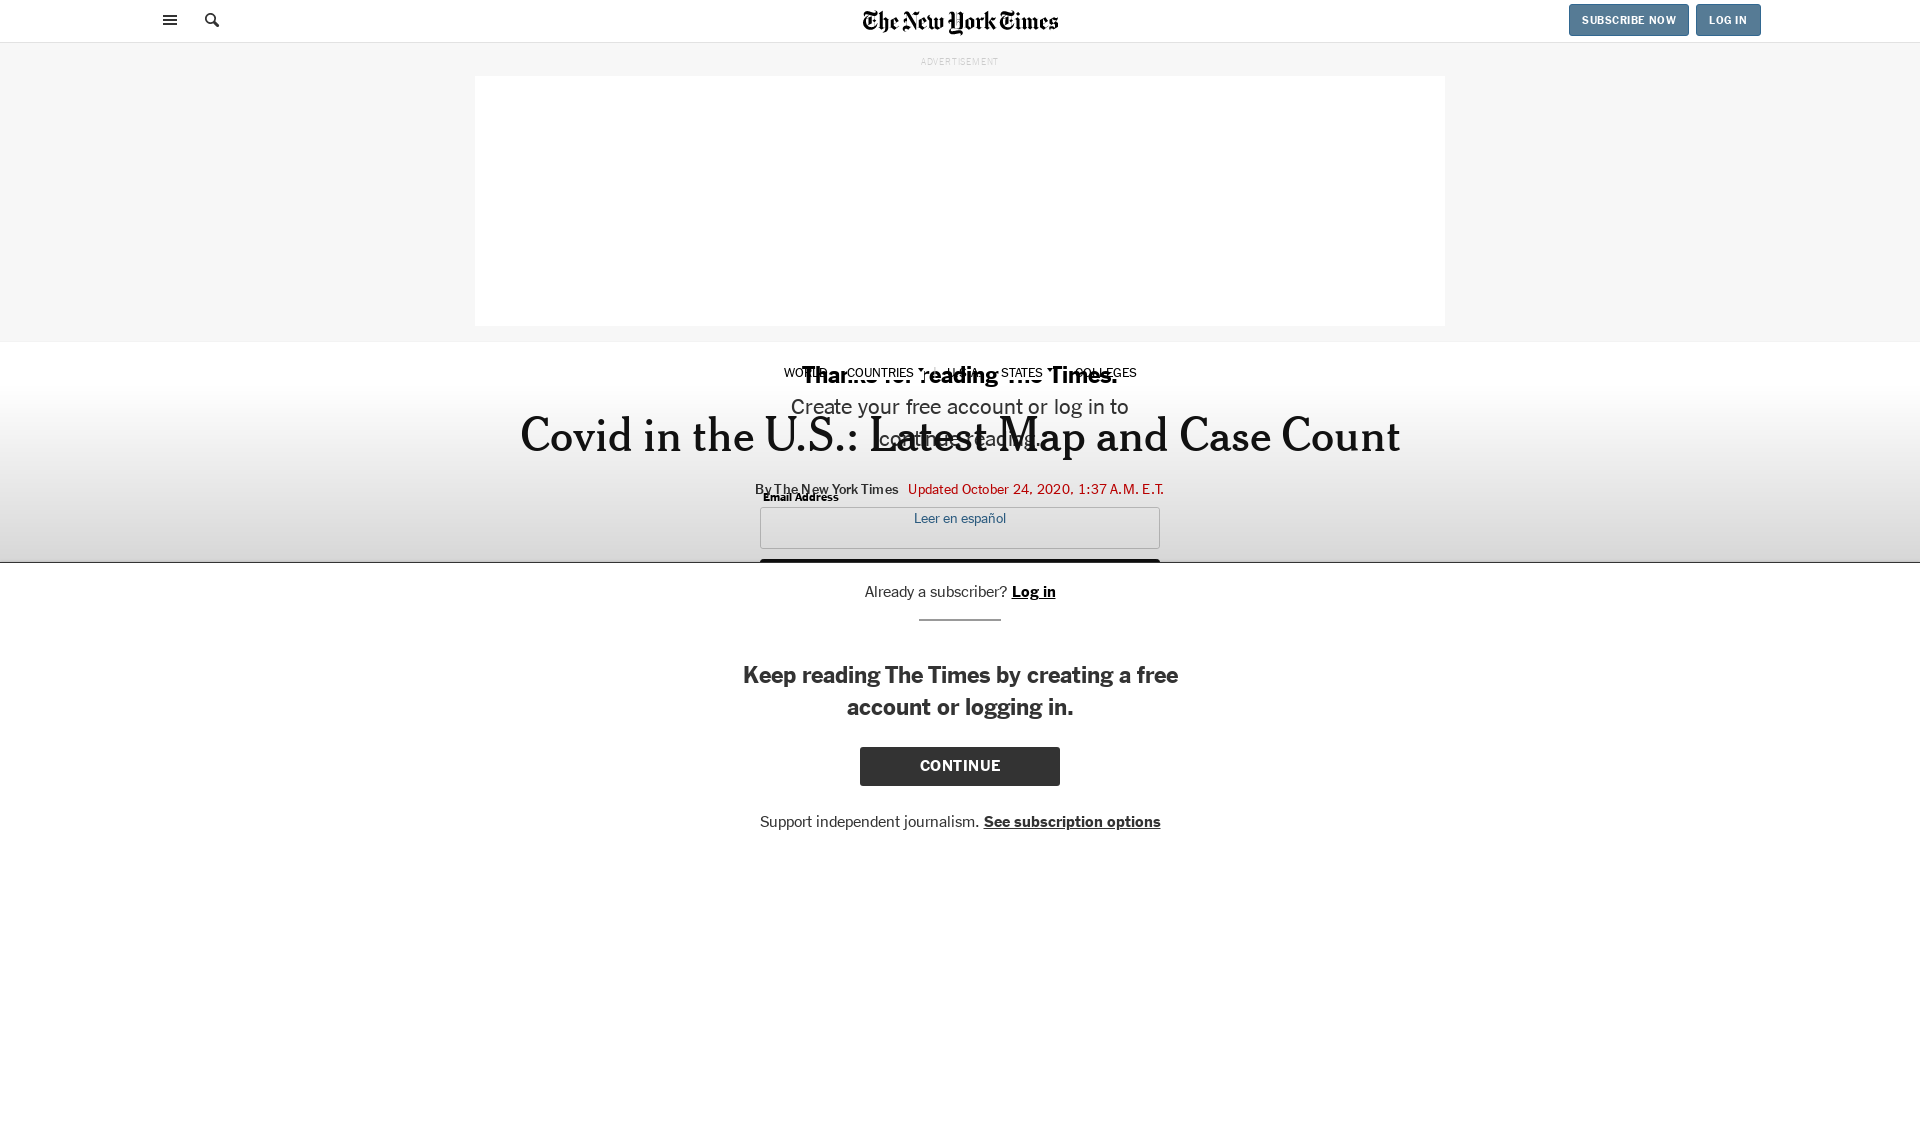 The New York Times
SUBSCRIBE NOW
LOG IN
ADVERTISEMENT
WORLD COUNTRIES U.S.A. STATES COLLEGES
Thanks for reading The Times.
Create your free account or log in to
continue reading.
Covid in the U.S.: Latest Map and Case Count
By The New York Times Updated October 24, 2020, 1:37 A.M. E.T.
Email Address
Leer en español
Already a subscriber? Log in
Keep reading The Times by creating a free
account or logging in.
CONTINUE
Support independent journalism. See subscription options